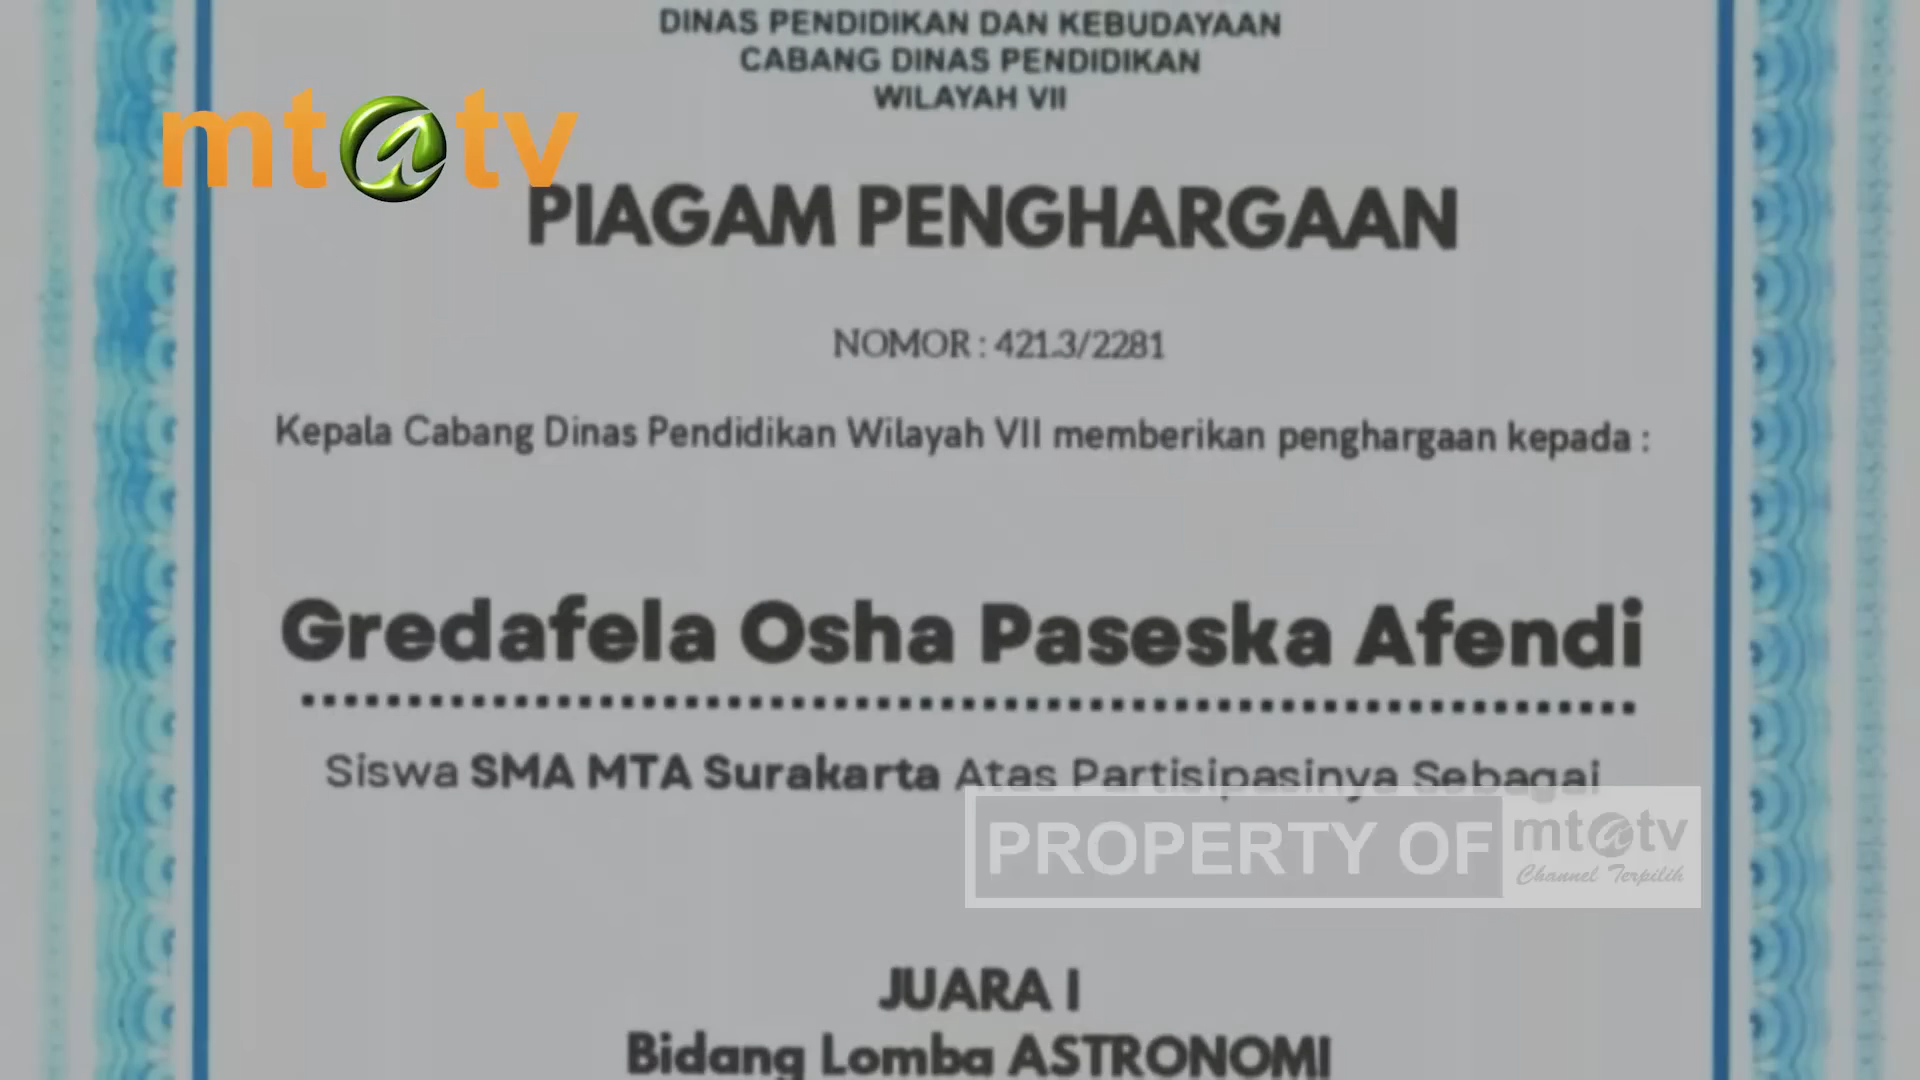 DINAS PENDIDIKAN DAN KEBUDAYAAN
CABANG DINAS PENDIDIKAN
WILAYAH VII
mt@tv
PIAGAM PENGHARGAAN
NOMOR : 421.3/2281
Kepala Cabang Dinas Pendidikan Wilayah VII memberikan penghargaan kepada :
Gredafela Osha Paseska Afendi
Siswa SMA MTA Surakarta Atas Partisipasinya Sebagai
PROPERTY OF mt@tv
Channel Terpilih
JUARA I
Bidang Lomba ASTRONOMI